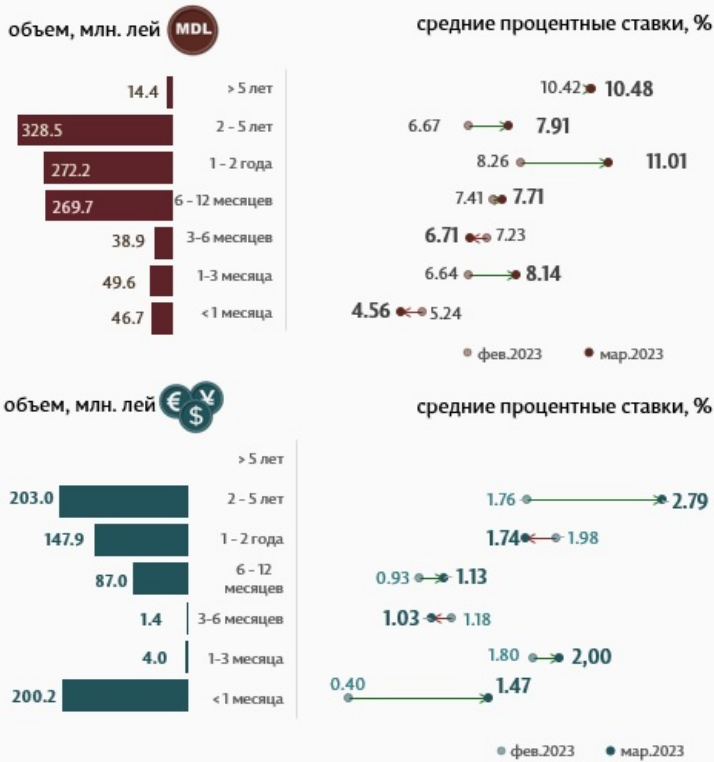 объем, млн. лей MDL средние процентные ставки, %
14.4 > 5 лет 10.42 10.48
328.5 2 - 5 лет 6.67 7.91
272.2 1 - 2 года 8.26 11.01
269.7 6 - 12 месяцев 7.41 7.71
38.9 3-6 месяцев 6.71 7.23
49.6 1-3 месяца 6.64 8.14
46.7 < 1 месяца 4.56 5.24
фев.2023 мар.2023
объем, млн. лей € ¥ $ средние процентные ставки, %
> 5 лет
203.0 2 - 5 лет 1.76 2.79
147.9 1 - 2 года 1.74 1.98
87.0 6 - 12 0.93 1.13
месяцев
1.4 3-6 месяцев 1.03 1.18
4.0 1-3 месяца 1.80 2,00
200.2 < 1 месяца 0.40 1.47
фев.2023 мар.2023